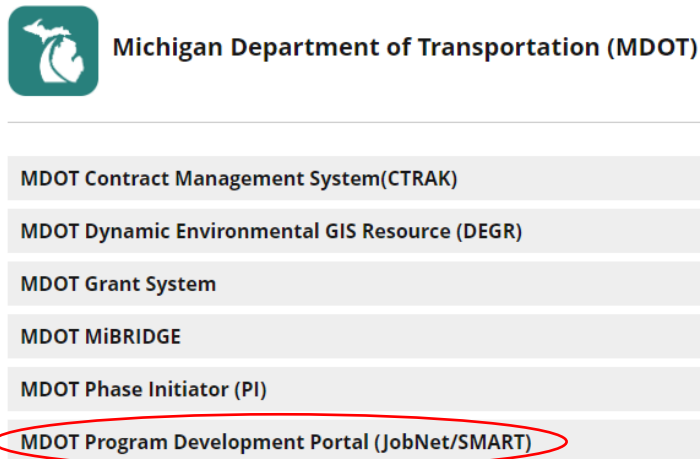 Michigan Department of Transportation (MDOT)
MDOT Contract Management System(CTRAK)
MDOT Dynamic Environmental GIS Resource (DEGR)
MDOT Grant System
MDOT MiBRIDGE
MDOT Phase Initiator (PI)
MDOT Program Development Portal (JobNet/SMART)